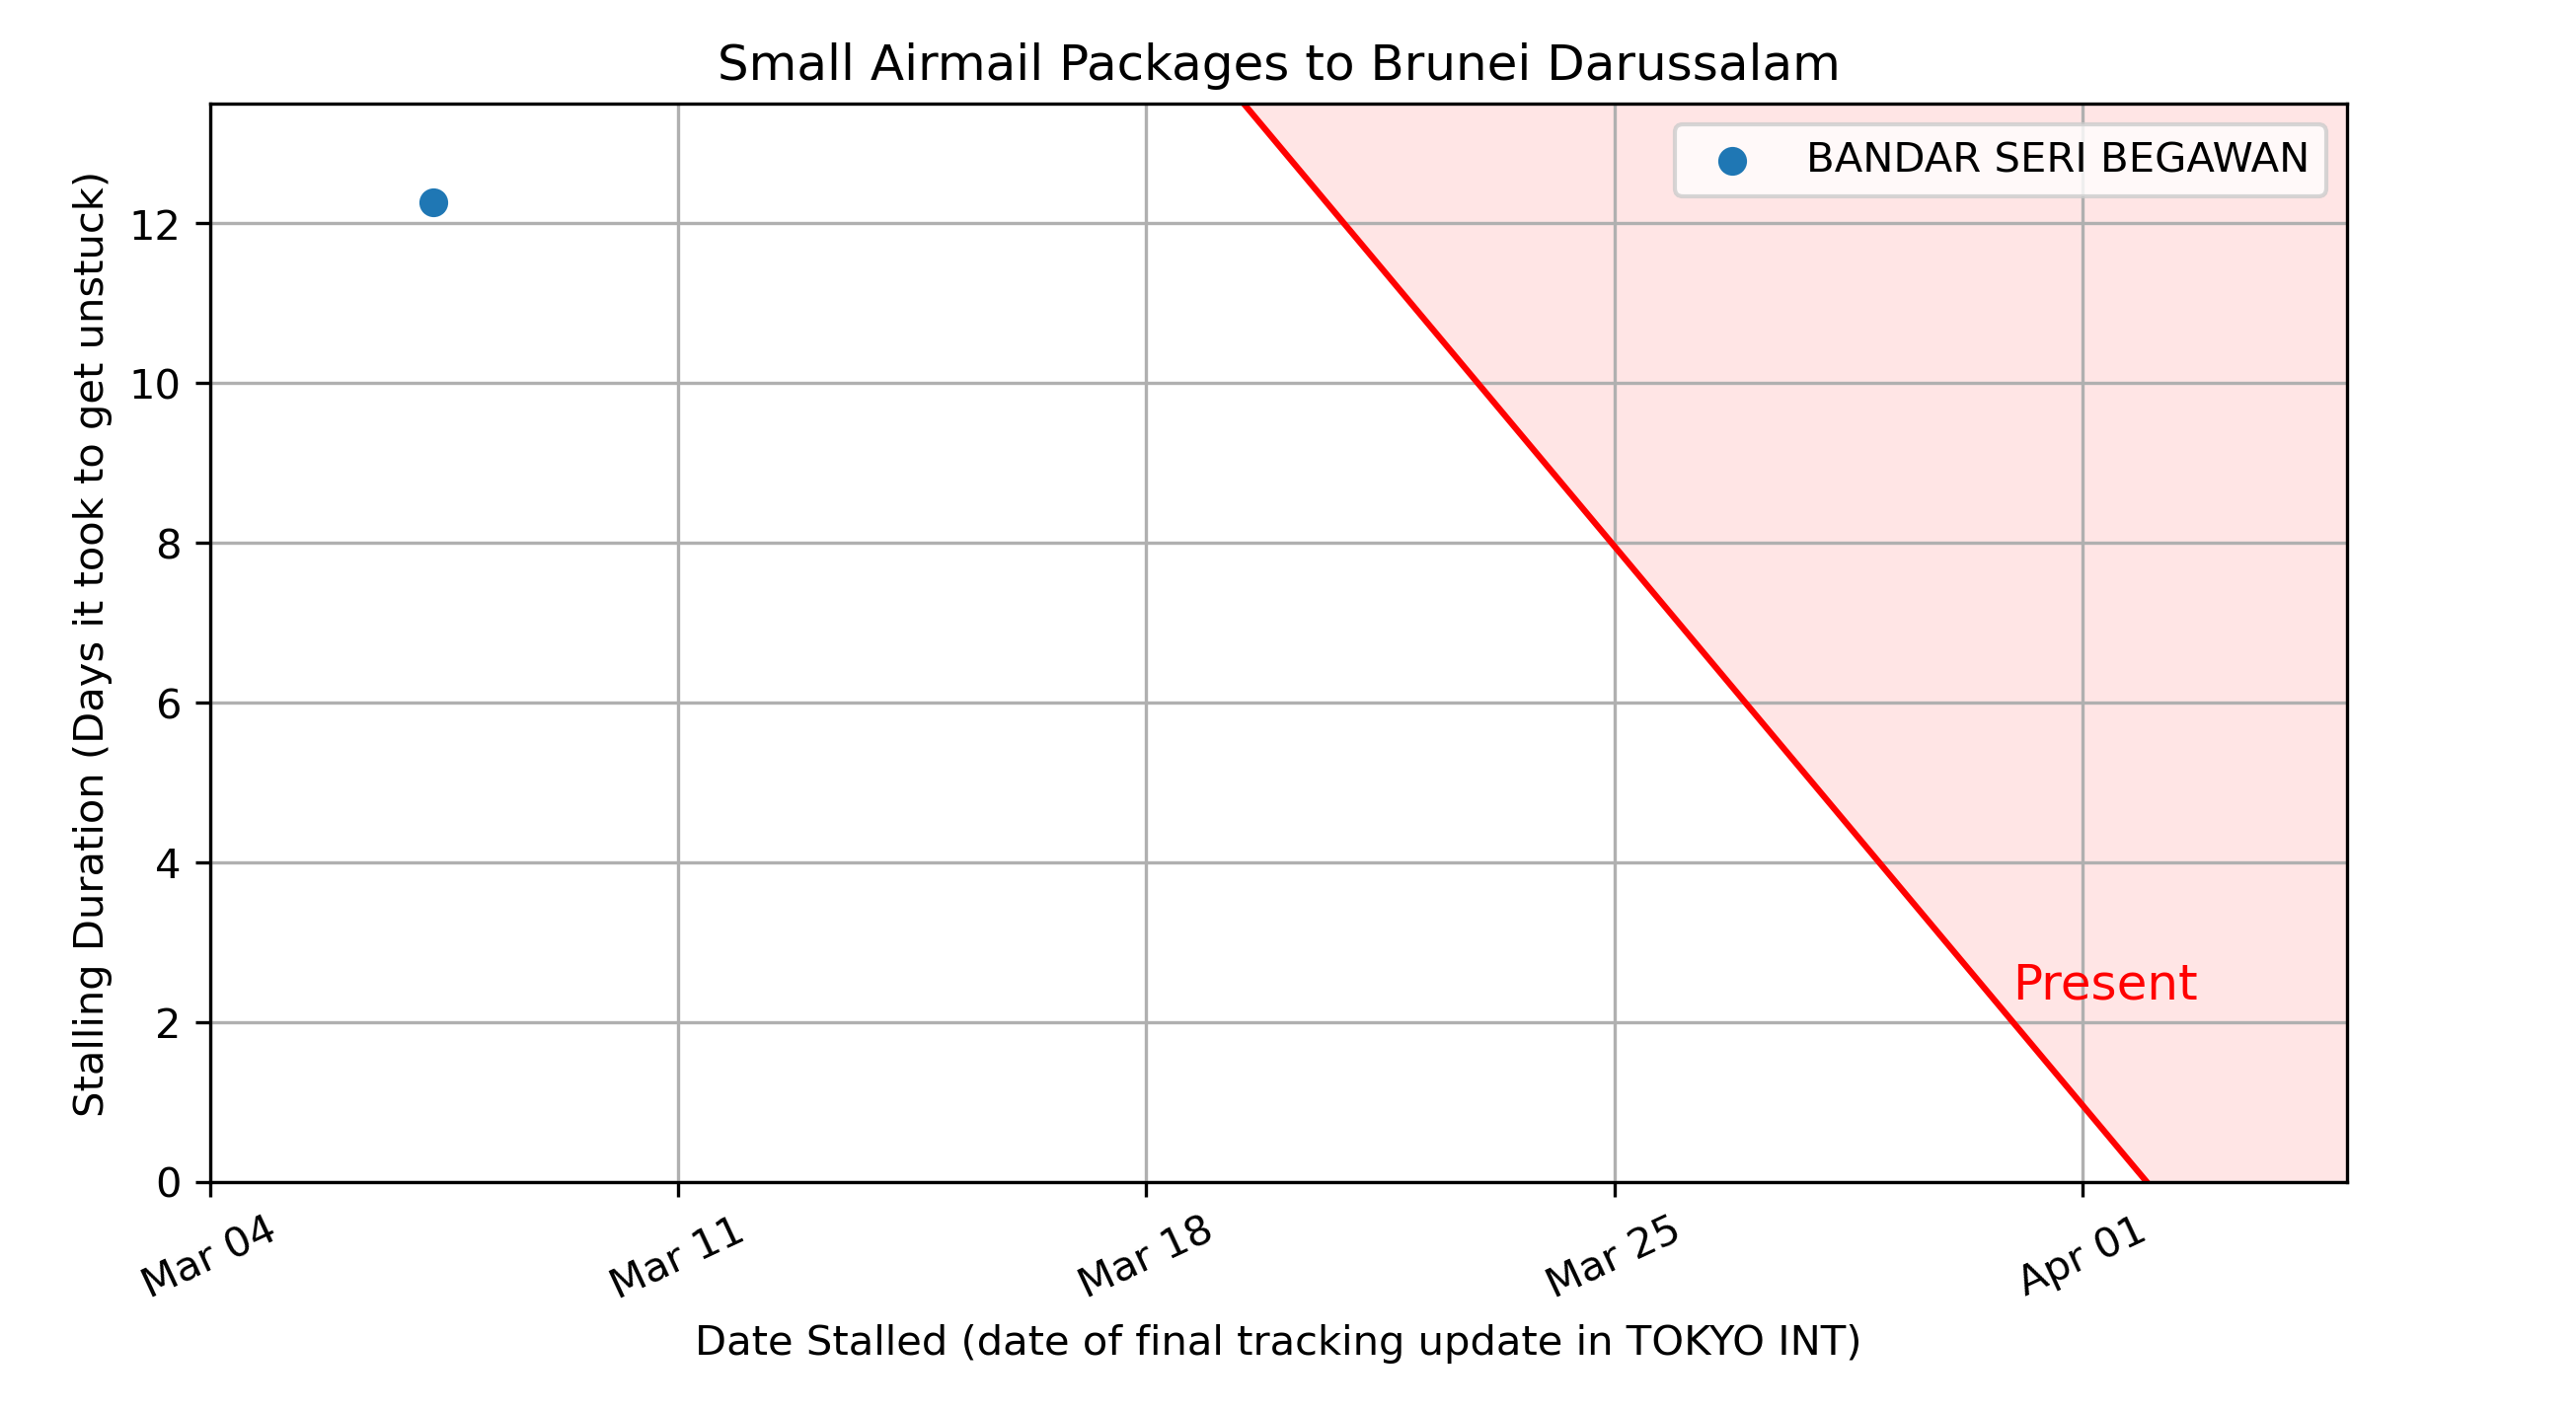 Small Airmail Packages to Brunei Darussalam
BANDAR SERI BEGAWAN
Stalling Duration (Days it took to get unstuck)
12
10
8
6
4
2
0
Present
Mar 04
Mar 11
Mar 18
Mar 25
Apr 01
Date Stalled (date of final tracking update in TOKYO INT)